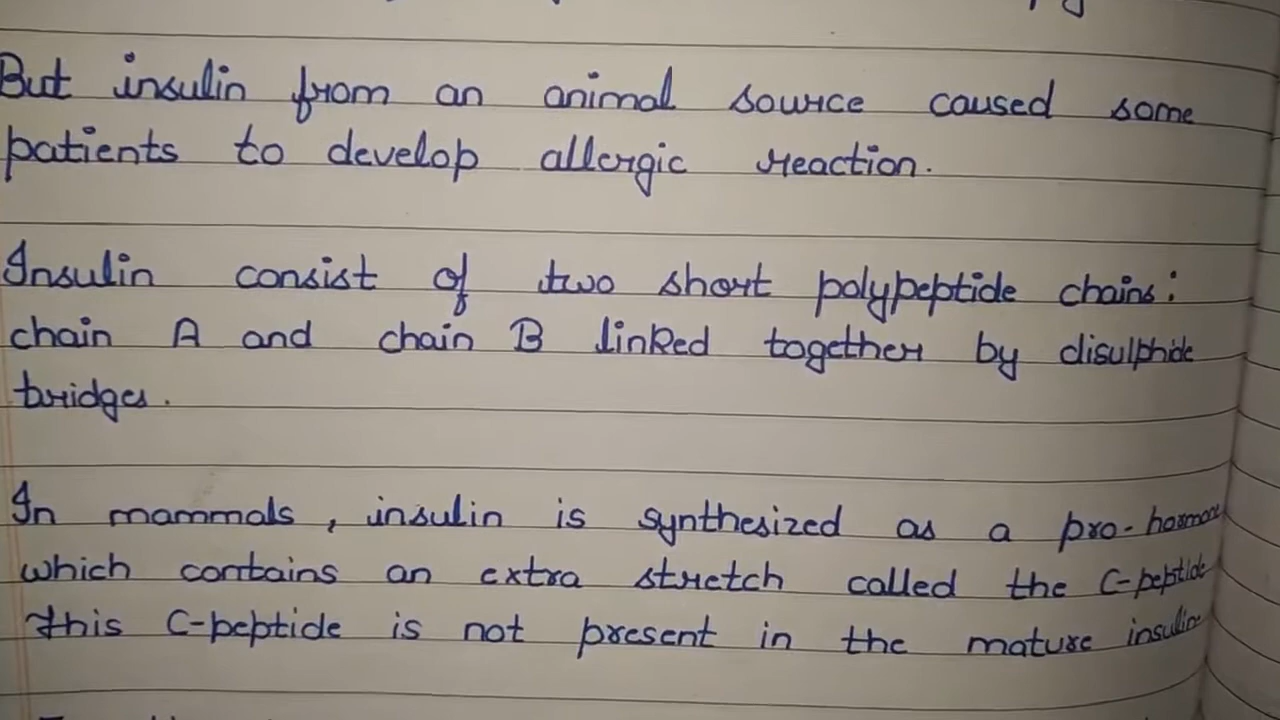 But insulin from an animal source caused some
patients to develop allergic reaction.
Insulin consist of two short polypeptide chains:
chain A and chain B linked together by disulphide
bridges.
In mammals, insulin is synthesized as a pro-hormone
which contains an extra stretch called the C-peptide
This C-peptide is not present in the mature insulin